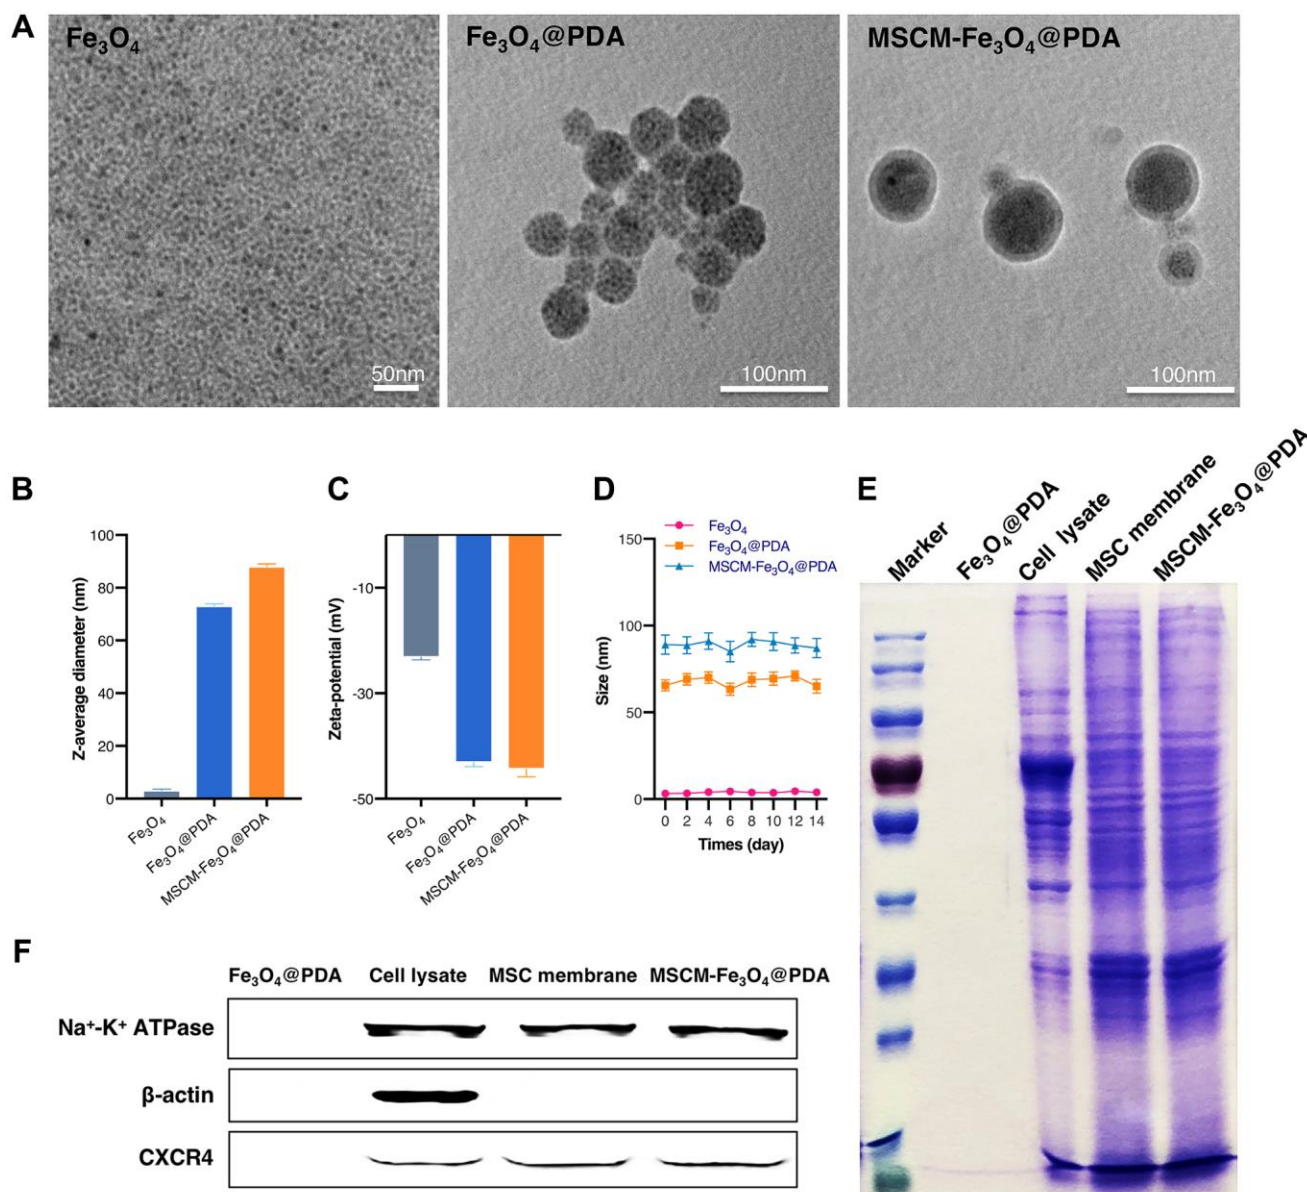 A
Fe₃O₄
50nm
Fe₃O₄@PDA
100nm
MSCM-Fe₃O₄@PDA
100nm
B
Z-average diameter (nm)
100
80
60
40
20
0
Fe₃O₄
Fe₃O₄@PDA
MSCM-Fe₃O₄@PDA
C
Zeta-potential (mV)
-10
-30
-50
Fe₃O₄
Fe₃O₄@PDA
MSCM-Fe₃O₄@PDA
D
Fe₃O₄
Fe₃O₄@PDA
MSCM-Fe₃O₄@PDA
Size (nm)
150
100
50
0
0 2 4 6 8 10 12 14
Times (day)
E
Marker
Fe₃O₄@PDA
Cell lysate
MSC membrane
MSCM-Fe₃O₄@PDA
F
Fe₃O₄@PDA Cell lysate MSC membrane MSCM-Fe₃O₄@PDA
Na⁺-K⁺ ATPase
β-actin
CXCR4